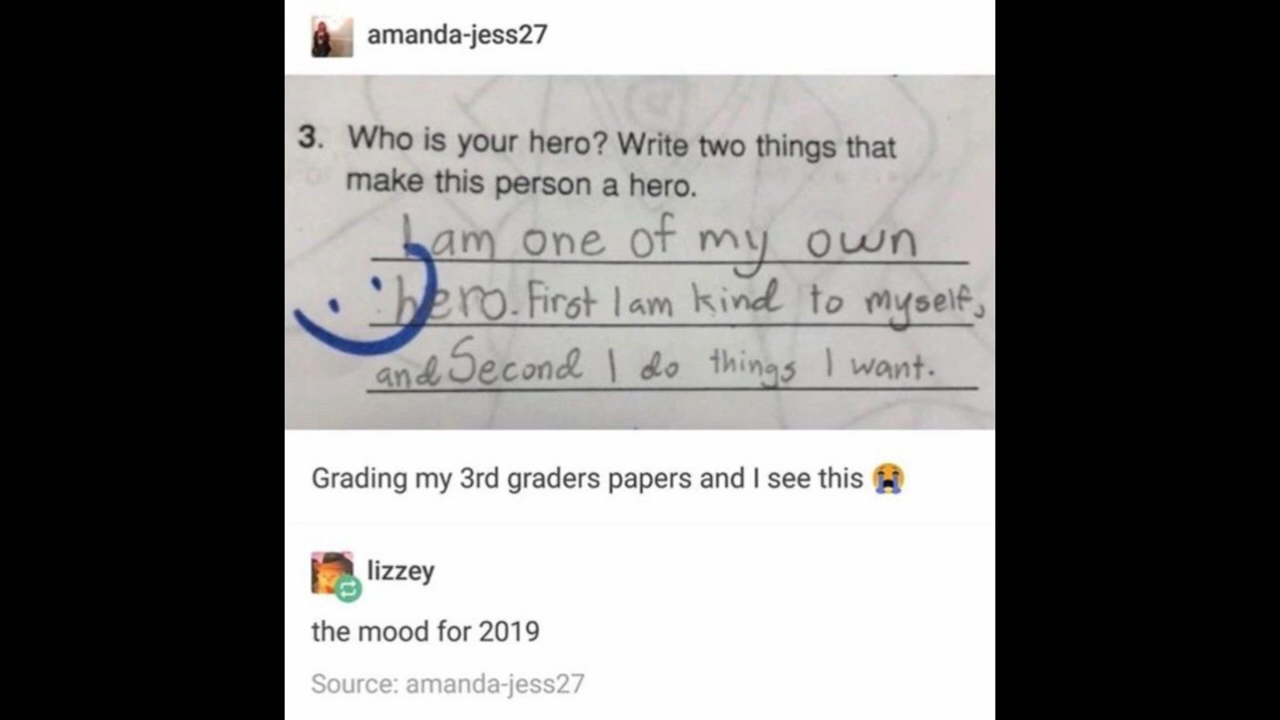 amanda-jess27
3. Who is your hero? Write two things that
make this person a hero.
I am one of my own
hero. First I am kind to myself,
and Second I do things I want.
Grading my 3rd graders papers and I see this 😭
lizzey
the mood for 2019
Source: amanda-jess27